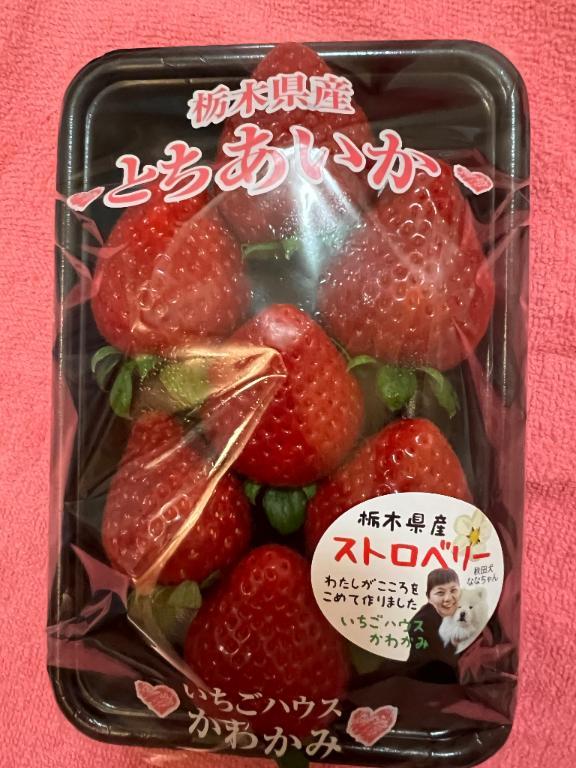 栃木県産
とちあいか
栃木県産
ストロベリー
秋田犬
ななちゃん
わたしがこころを
こめて作りました
いちごハウス
かわかみ
いちごハウス
かわかみ